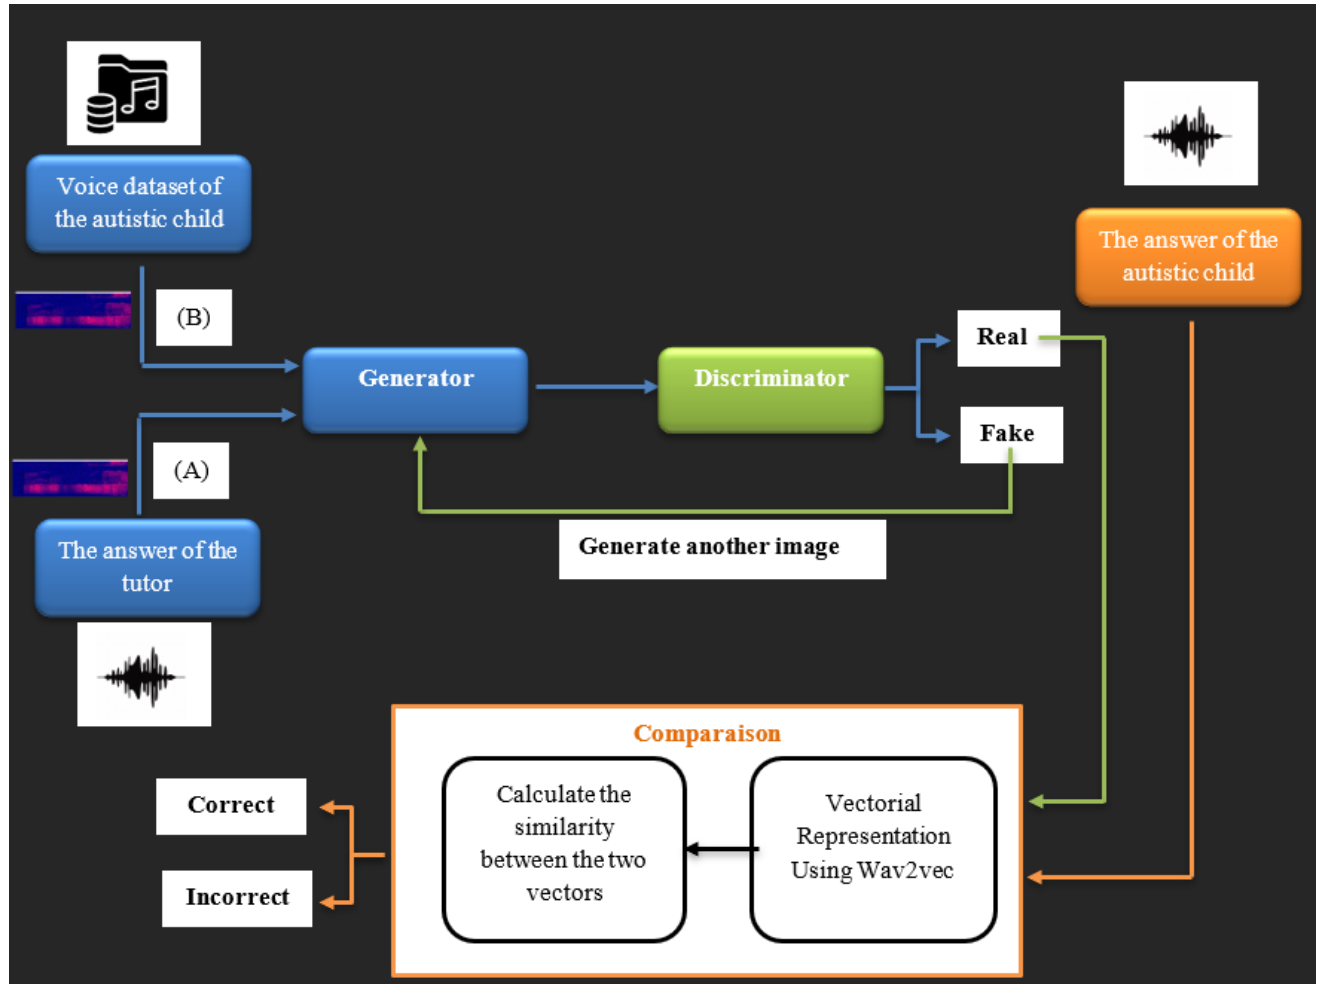 Voice dataset of
the autistic child
(B)
The answer of the
autistic child
Generator
Discriminator
Real
Fake
(A)
Generate another image
The answer of the
tutor
Comparaison
Calculate the
similarity
between the two
vectors
Vectorial
Representation
Using Wav2vec
Correct
Incorrect